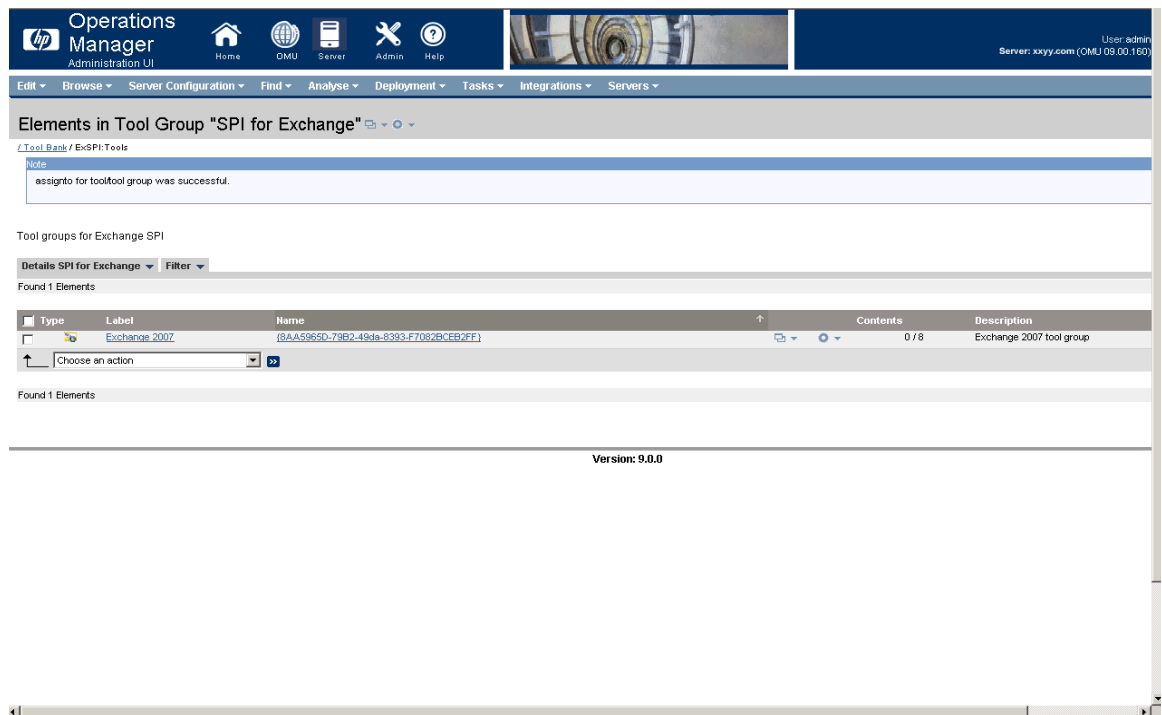 Operations
Manager
Administration UI
hp
Home
OMU
Server
Admin
Help
User:admin
Server: xxyy.com (OMU 09.00.160)
Edit Browse Server Configuration Find Analyse Deployment Tasks Integrations Servers
Elements in Tool Group "SPI for Exchange"
/ Tool Bank / ExSPI:Tools
Note
assignto for tool/tool group was successful.
Tool groups for Exchange SPI
Details SPI for Exchange Filter
Found 1 Elements
Type Label Name Contents Description
Exchange 2007 {8AA5965D-79B2-49da-8393-F7082BCEB2FF} 0 / 8 Exchange 2007 tool group
Choose an action
Found 1 Elements
Version: 9.0.0